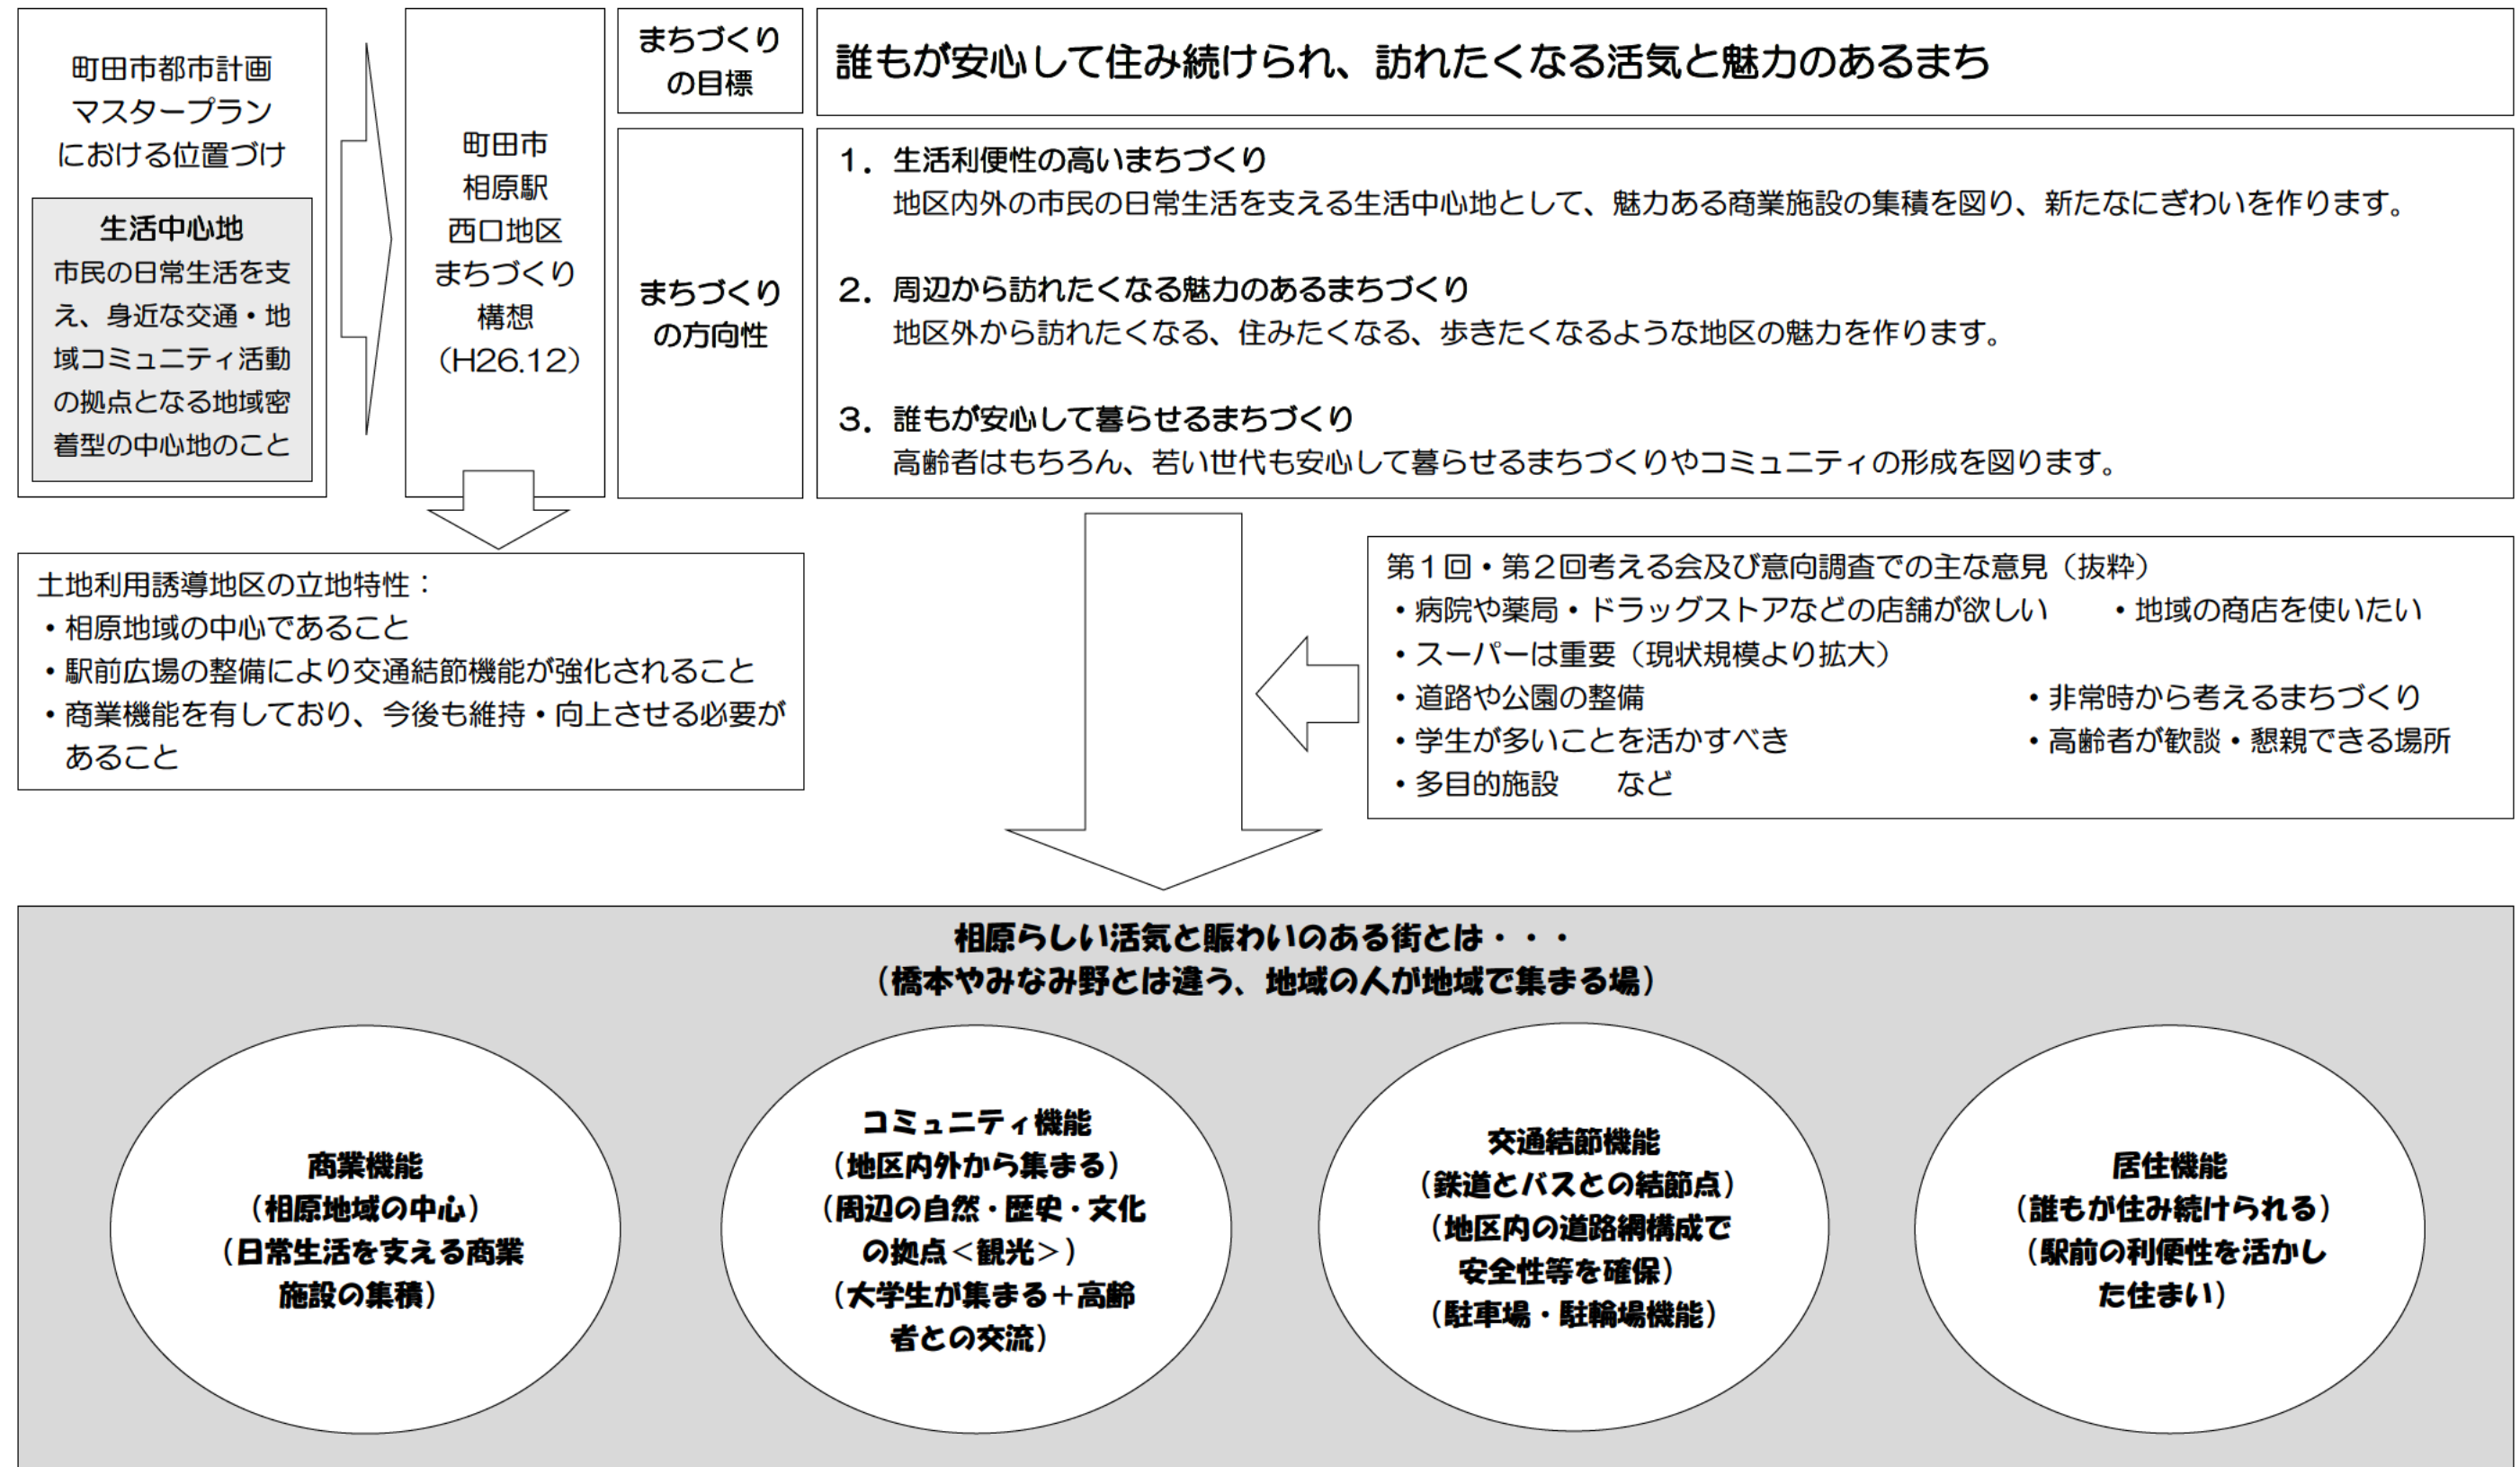 町田市都市計画
マスタープラン
における位置づけ
生活中心地
市民の日常生活を支
え、身近な交通・地
域コミュニティ活動
の拠点となる地域密
着型の中心地のこと
町田市
相原駅
西口地区
まちづくり
構想
（H26.12）
まちづくり
の目標
誰もが安心して住み続けられ、訪れたくなる活気と魅力のあるまち
まちづくり
の方向性
１．生活利便性の高いまちづくり
地区内外の市民の日常生活を支える生活中心地として、魅力ある商業施設の集積を図り、新たなにぎわいを作ります。
２．周辺から訪れたくなる魅力のあるまちづくり
地区外から訪れたくなる、住みたくなる、歩きたくなるような地区の魅力を作ります。
３．誰もが安心して暮らせるまちづくり
高齢者はもちろん、若い世代も安心して暮らせるまちづくりやコミュニティの形成を図ります。
土地利用誘導地区の立地特性：
・相原地域の中心であること
・駅前広場の整備により交通結節機能が強化されること
・商業機能を有しており、今後も維持・向上させる必要が
あること
第１回・第２回考える会及び意向調査での主な意見（抜粋）
・病院や薬局・ドラッグストアなどの店舗が欲しい　・地域の商店を使いたい
・スーパーは重要（現状規模より拡大）
・道路や公園の整備　・非常時から考えるまちづくり
・学生が多いことを活かすべき　・高齢者が歓談・懇親できる場所
・多目的施設　など
相原らしい活気と賑わいのある街とは・・・
（橋本やみなみ野とは違う、地域の人が地域で集まる場）
商業機能
（相原地域の中心）
（日常生活を支える商業
施設の集積）
コミュニティ機能
（地区内外から集まる）
（周辺の自然・歴史・文化
の拠点＜観光＞）
（大学生が集まる＋高齢
者との交流）
交通結節機能
（鉄道とバスとの結節点）
（地区内の道路網構成で
安全性等を確保）
（駐車場・駐輪場機能）
居住機能
（誰もが住み続けられる）
（駅前の利便性を活かし
た住まい）